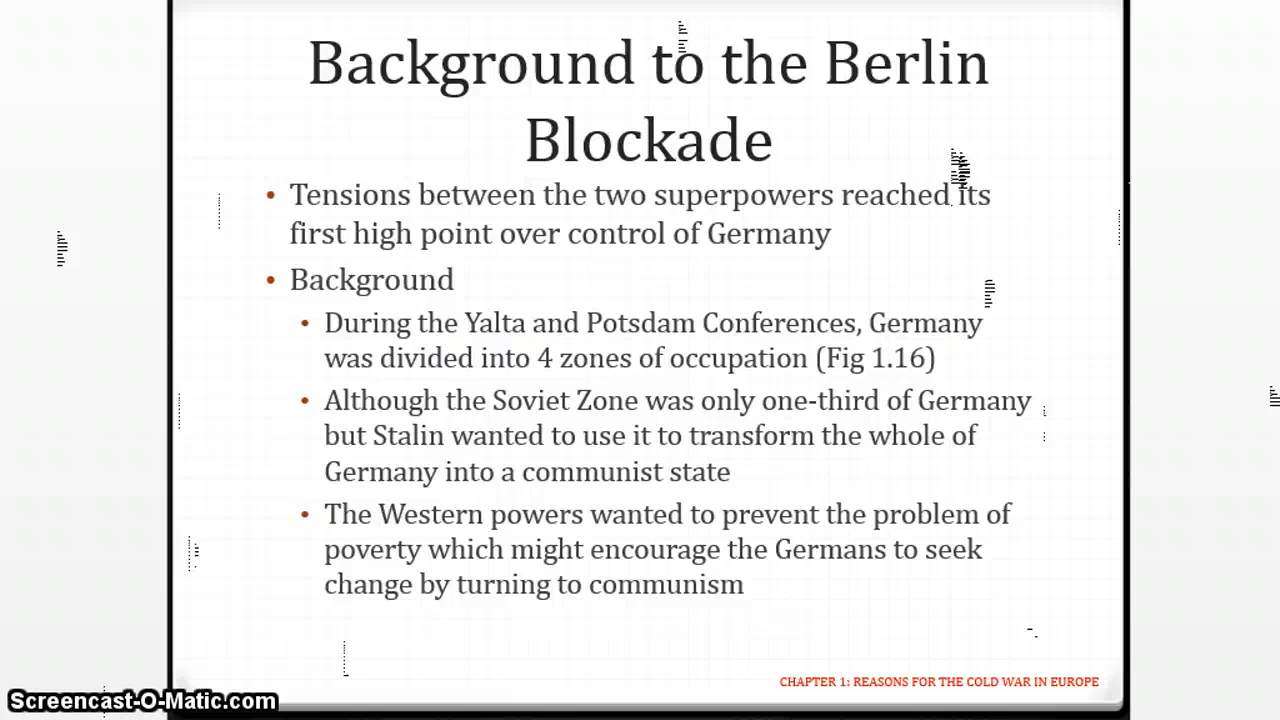 Background to the Berlin
Blockade
• Tensions between the two superpowers reached its
first high point over control of Germany
• Background
• During the Yalta and Potsdam Conferences, Germany
was divided into 4 zones of occupation (Fig 1.16)
• Although the Soviet Zone was only one-third of Germany
but Stalin wanted to use it to transform the whole of
Germany into a communist state
• The Western powers wanted to prevent the problem of
poverty which might encourage the Germans to seek
change by turning to communism
CHAPTER 1: REASONS FOR THE COLD WAR IN EUROPE
Screencast-O-Matic.com